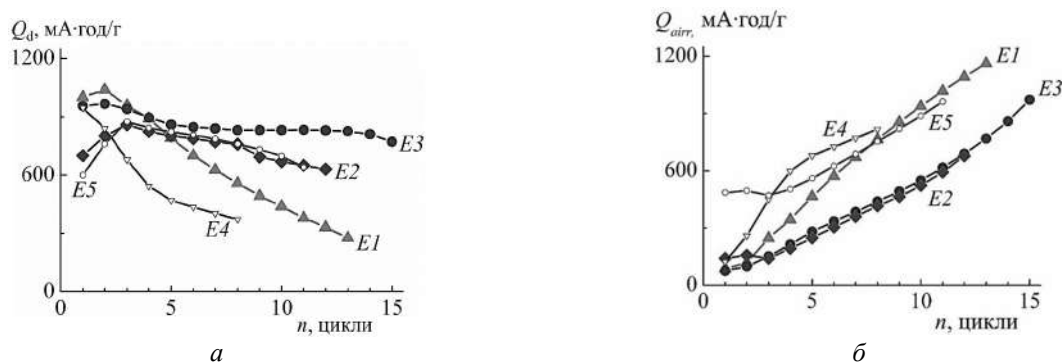 Q_d, мА·год/г
1200
600
0
0
5
10
15
n, цикли
E3
E2
E5
E4
E1
а
Q_airr, мА·год/г
1200
600
0
0
5
10
15
n, цикли
E1
E3
E4
E5
E2
б